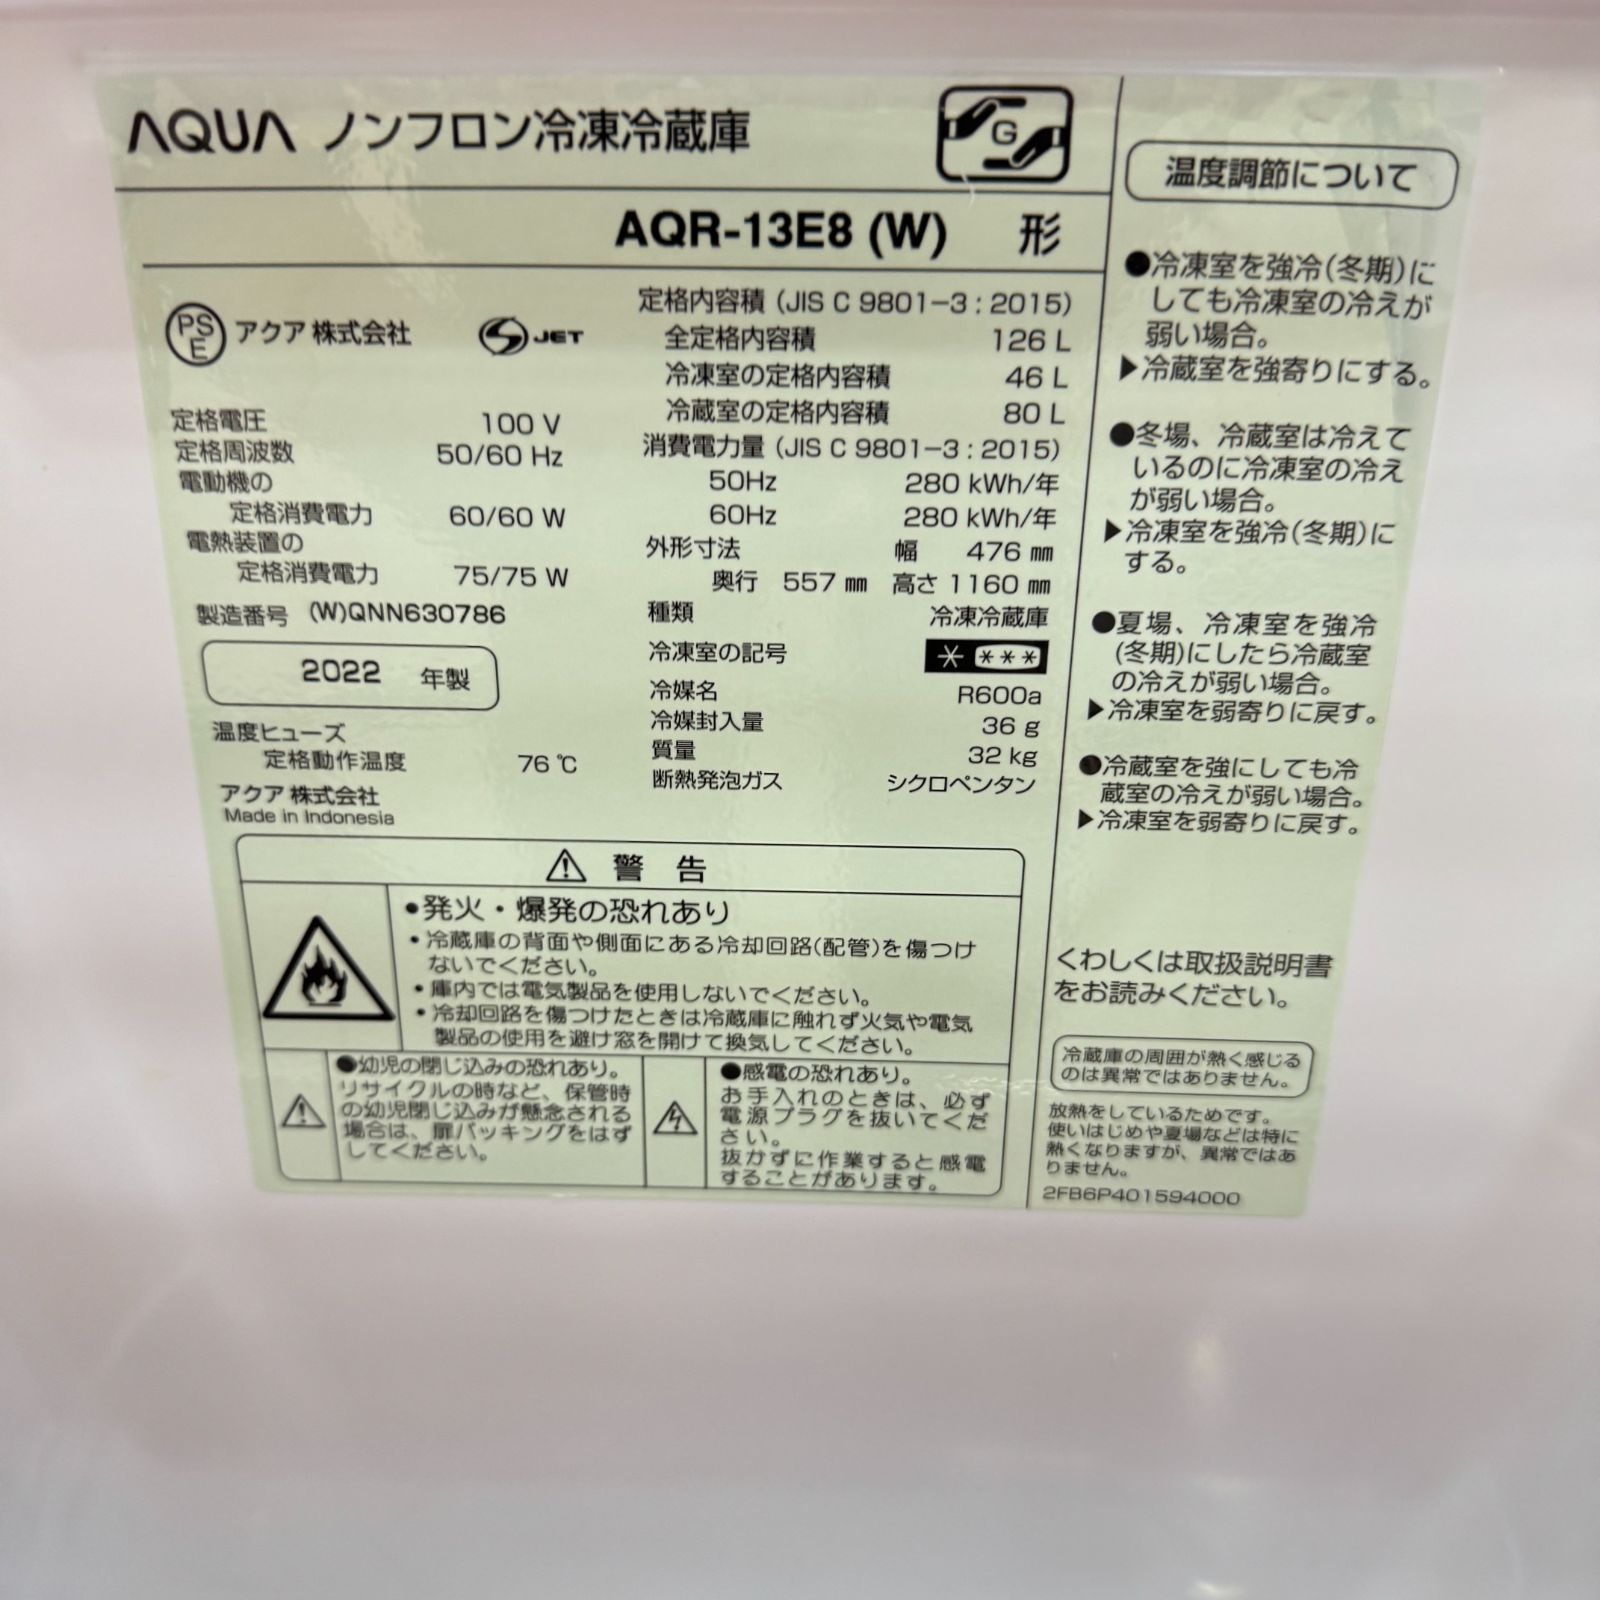 AQUA ノンフロン冷凍冷蔵庫
G
AQR-13E8 (W) 形
PSE アクア 株式会社 JET
定格電圧 100 V
定格周波数 50/60 Hz
電動機の
定格消費電力 60/60 W
電熱装置の
定格消費電力 75/75 W
製造番号 (W)QNN630786
2022 年製
温度ヒューズ
定格動作温度 76 ℃
アクア 株式会社
Made in Indonesia
定格内容積 (JIS C 9801-3 : 2015)
全定格内容積 126 L
冷凍室の定格内容積 46 L
冷蔵室の定格内容積 80 L
消費電力量 (JIS C 9801-3 : 2015)
50Hz 280 kWh/年
60Hz 280 kWh/年
外形寸法 幅 476 mm
奥行 557 mm 高さ 1160 mm
種類 冷凍冷蔵庫
冷凍室の記号 * ***
冷媒名 R600a
冷媒封入量 36 g
質量 32 kg
断熱発泡ガス シクロペンタン
⚠ 警 告
●発火・爆発の恐れあり
・冷蔵庫の背面や側面にある冷却回路(配管)を傷つけ
ないでください。
・庫内では電気製品を使用しないでください。
・冷却回路を傷つけたときは冷蔵庫に触れず火気や電気
製品の使用を避け窓を開けて換気してください。
●幼児の閉じ込みの恐れあり。
リサイクルの時など、保管時
の幼児閉じ込みが懸念される
場合は、扉パッキングをはず
してください。
●感電の恐れあり。
お手入れのときは、必ず
電源プラグを抜いてくだ
さい。
抜かずに作業すると感電
することがあります。
温度調節について
●冷凍室を強冷(冬期)に
しても冷凍室の冷えが
弱い場合。
▶冷蔵室を強寄りにする。
●冬場、冷蔵室は冷えて
いるのに冷凍室の冷え
が弱い場合。
▶冷凍室を強冷(冬期)に
する。
●夏場、冷凍室を強冷
(冬期)にしたら冷蔵室
の冷えが弱い場合。
▶冷凍室を弱寄りに戻す。
●冷蔵室を強にしても冷
蔵室の冷えが弱い場合。
▶冷凍室を弱寄りに戻す。
くわしくは取扱説明書
をお読みください。
冷蔵庫の周囲が熱く感じる
のは異常ではありません。
放熱をしているためです。
使いはじめや夏場などは特に
熱くなりますが、異常ではあ
りません。
2FB6P401594000